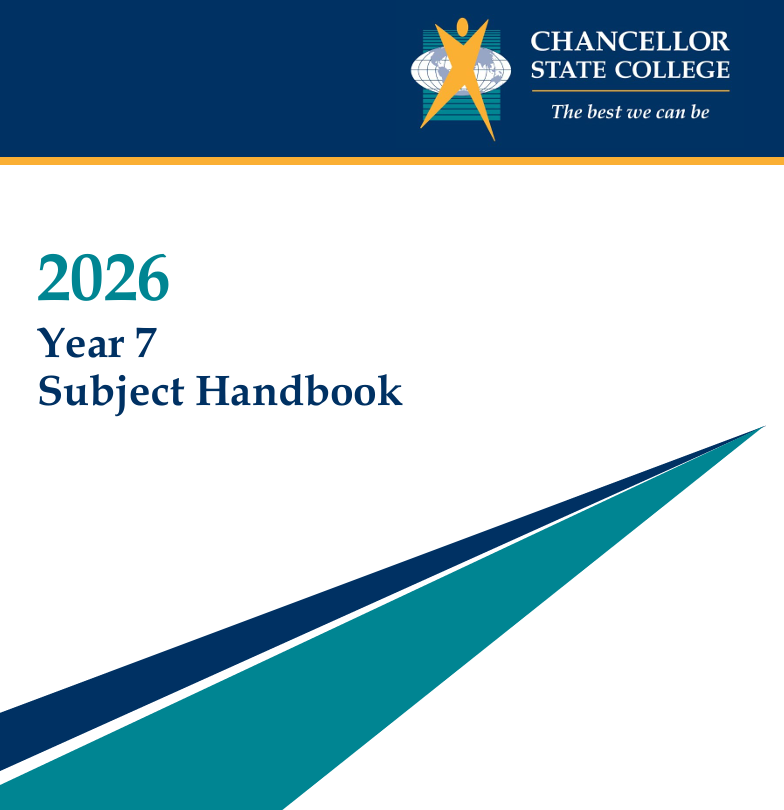 CHANCELLOR
STATE COLLEGE
The best we can be
2026
Year 7
Subject Handbook